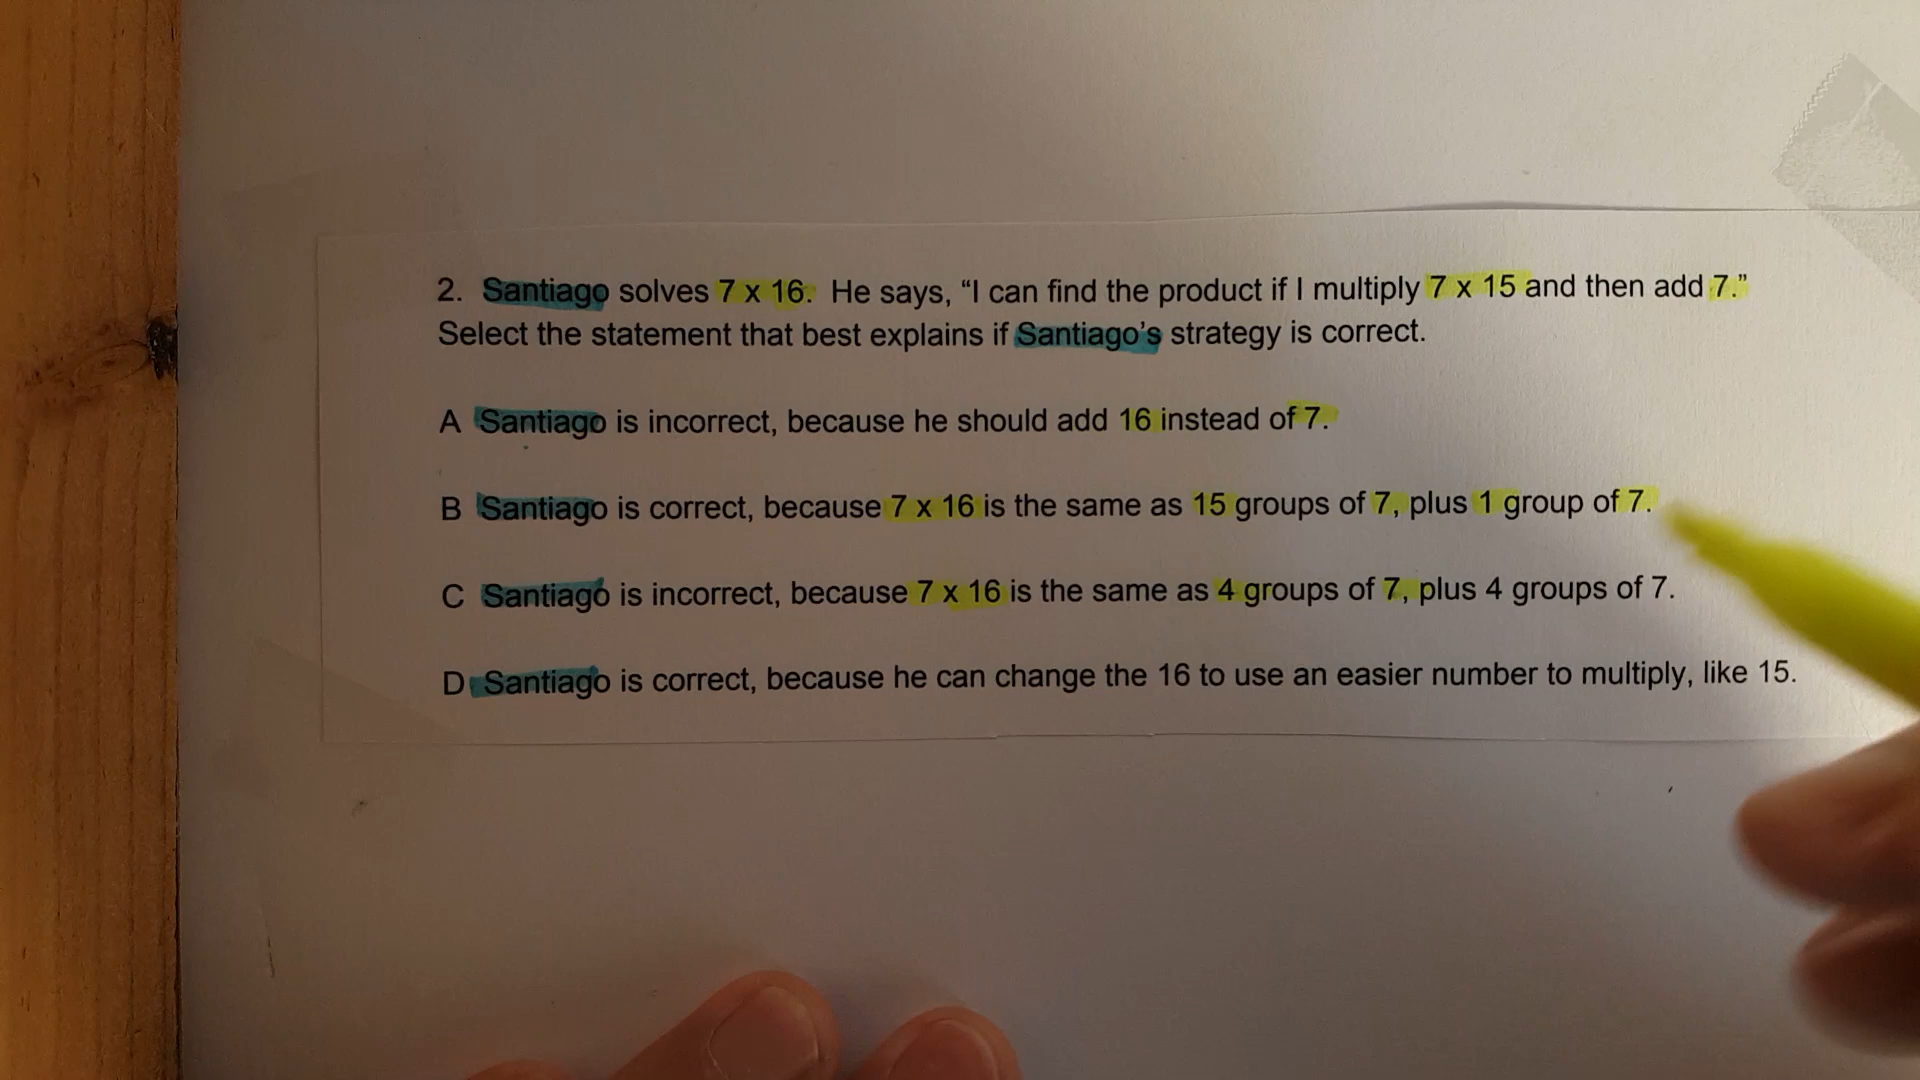 2. Santiago solves 7 x 16. He says, “I can find the product if I multiply 7 x 15 and then add 7.”
Select the statement that best explains if Santiago’s strategy is correct.
A Santiago is incorrect, because he should add 16 instead of 7.
B Santiago is correct, because 7 x 16 is the same as 15 groups of 7, plus 1 group of 7.
C Santiago is incorrect, because 7 x 16 is the same as 4 groups of 7, plus 4 groups of 7.
D Santiago is correct, because he can change the 16 to use an easier number to multiply, like 15.